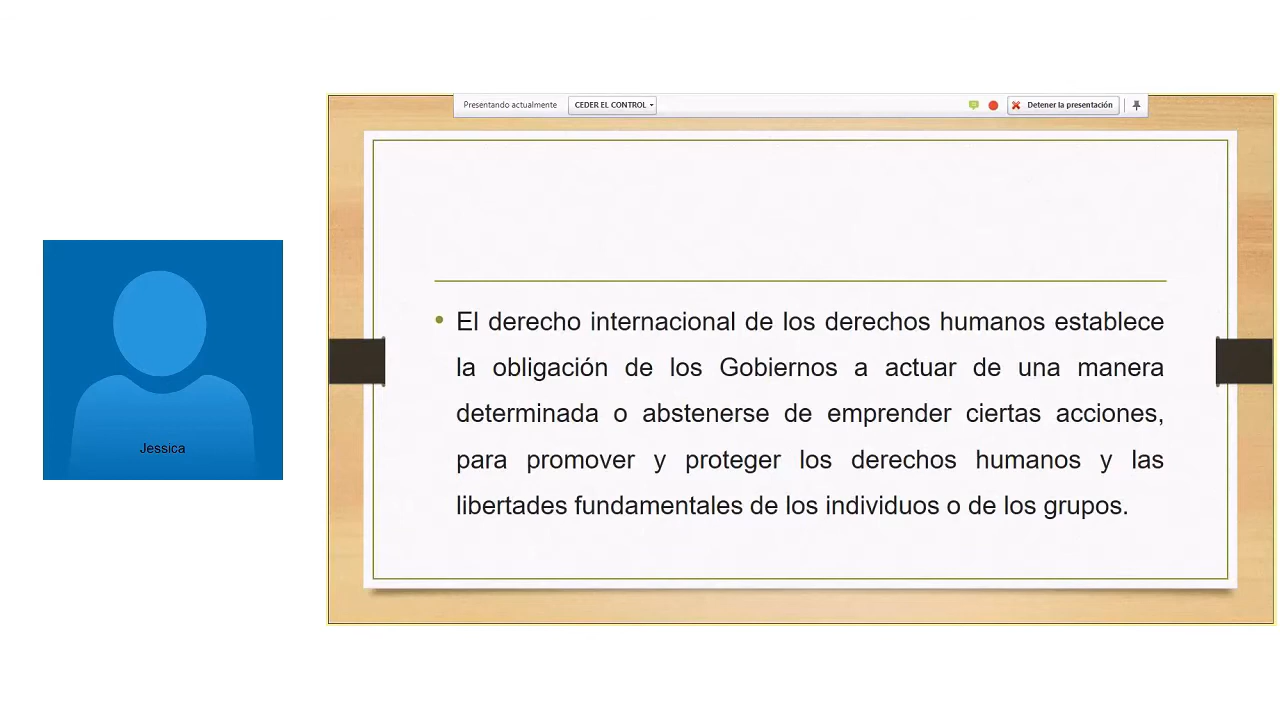 Presentando actualmente
CEDER EL CONTROL
Detener la presentación
Jessica
• El derecho internacional de los derechos humanos establece
la obligación de los Gobiernos a actuar de una manera
determinada o abstenerse de emprender ciertas acciones,
para promover y proteger los derechos humanos y las
libertades fundamentales de los individuos o de los grupos.